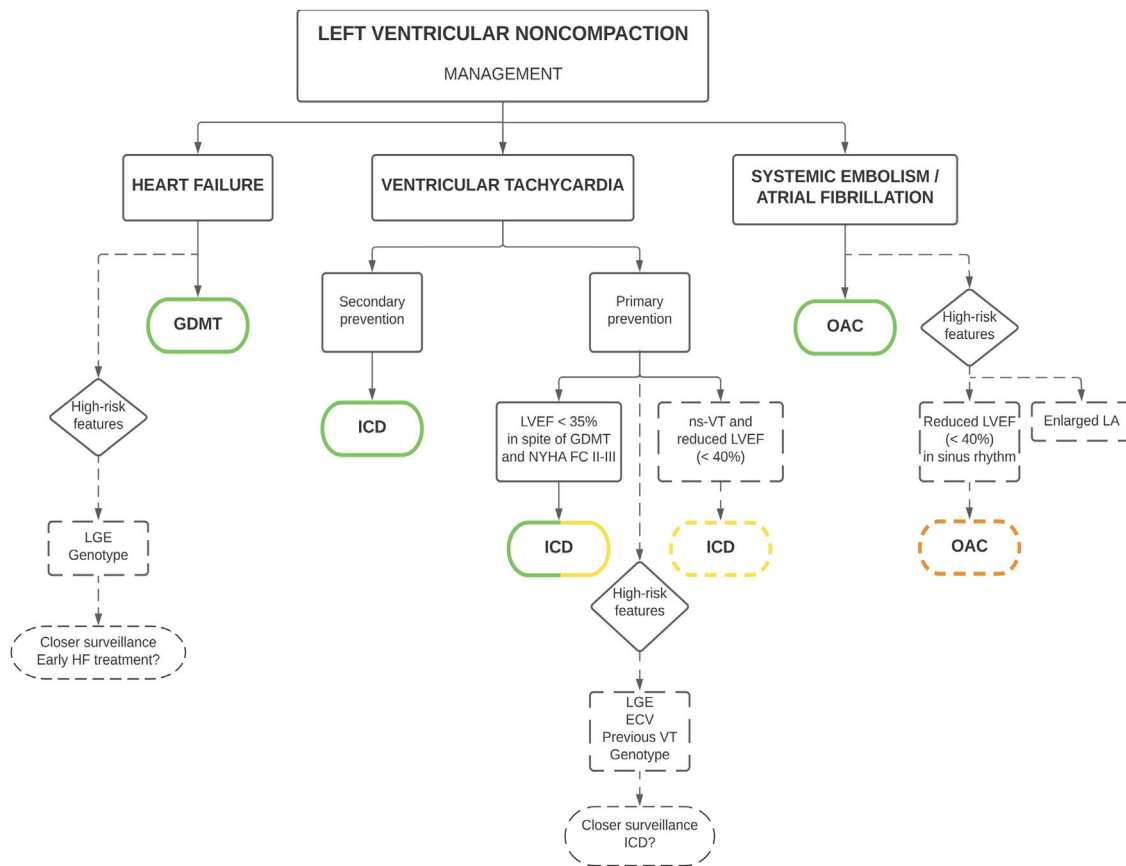 LEFT VENTRICULAR NONCOMPACTION
MANAGEMENT
HEART FAILURE
VENTRICULAR TACHYCARDIA
SYSTEMIC EMBOLISM /
ATRIAL FIBRILLATION
GDMT
High-risk
features
LGE
Genotype
Closer surveillance
Early HF treatment?
Secondary
prevention
ICD
Primary
prevention
LVEF < 35%
in spite of GDMT
and NYHA FC II-III
ICD
ns-VT and
reduced LVEF
(< 40%)
ICD
High-risk
features
LGE
ECV
Previous VT
Genotype
Closer surveillance
ICD?
OAC
High-risk
features
Reduced LVEF
(< 40%)
in sinus rhythm
OAC
Enlarged LA